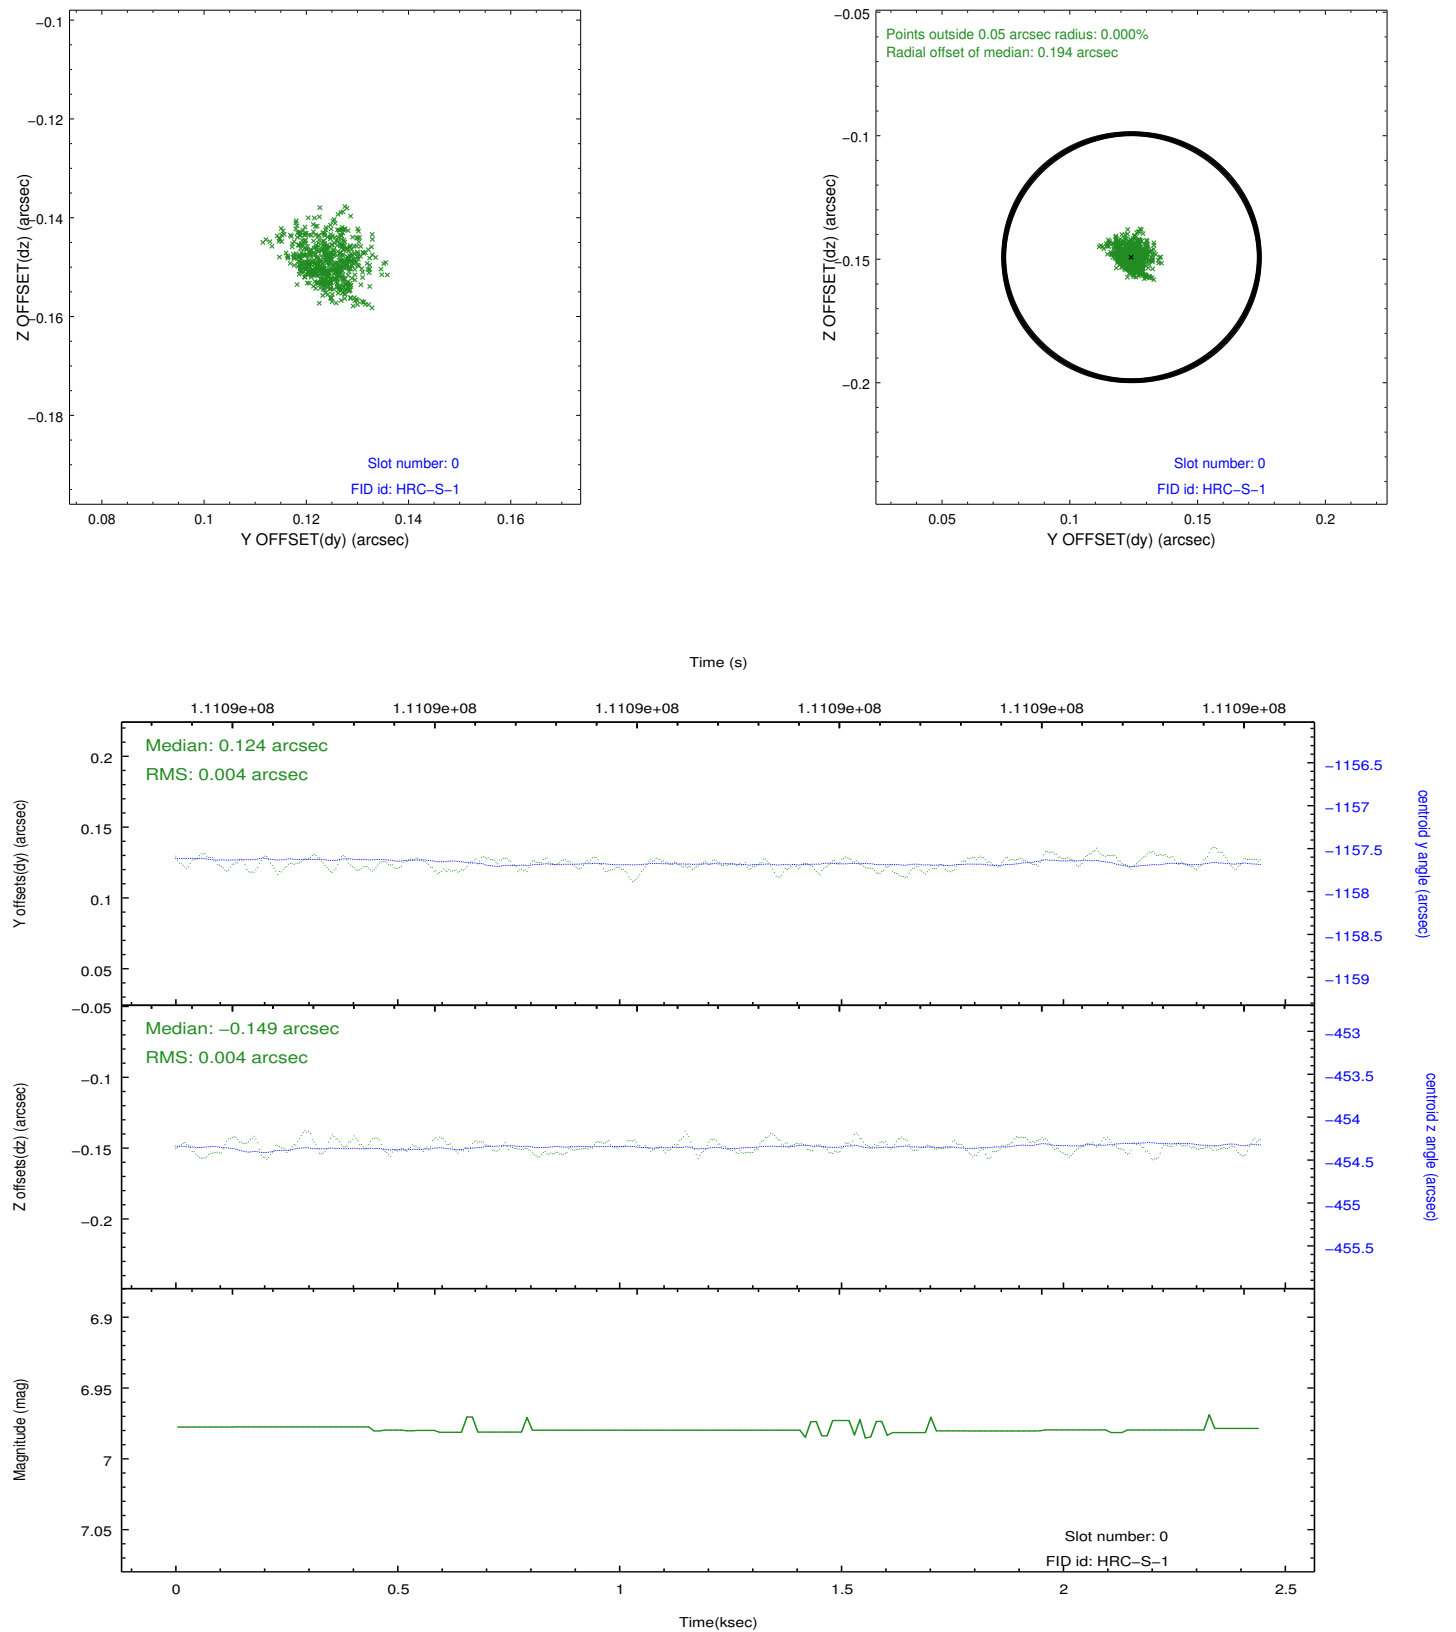 −0.1
−0.12
−0.14
−0.16
−0.18
Z OFFSET(dz) (arcsec)
Slot number: 0
FID id: HRC−S−1
0.08 0.1 0.12 0.14 0.16
Y OFFSET(dy) (arcsec)
−0.05
−0.1
−0.15
−0.2
Z OFFSET(dz) (arcsec)
Points outside 0.05 arcsec radius: 0.000%
Radial offset of median: 0.194 arcsec
Slot number: 0
FID id: HRC−S−1
0.05 0.1 0.15 0.2
Y OFFSET(dy) (arcsec)
Time (s)
1.1109e+08 1.1109e+08 1.1109e+08 1.1109e+08 1.1109e+08 1.1109e+08
Median: 0.124 arcsec
RMS: 0.004 arcsec
0.2
0.15
0.1
0.05
Y offsets(dy) (arcsec)
−1156.5
−1157
−1157.5
−1158
−1158.5
−1159
centroid y angle (arcsec)
Median: −0.149 arcsec
RMS: 0.004 arcsec
−0.05
−0.1
−0.15
−0.2
Z offsets(dz) (arcsec)
−453
−453.5
−454
−454.5
−455
−455.5
centroid z angle (arcsec)
6.9
6.95
7
7.05
Magnitude (mag)
Slot number: 0
FID id: HRC−S−1
0 0.5 1 1.5 2 2.5
Time(ksec)